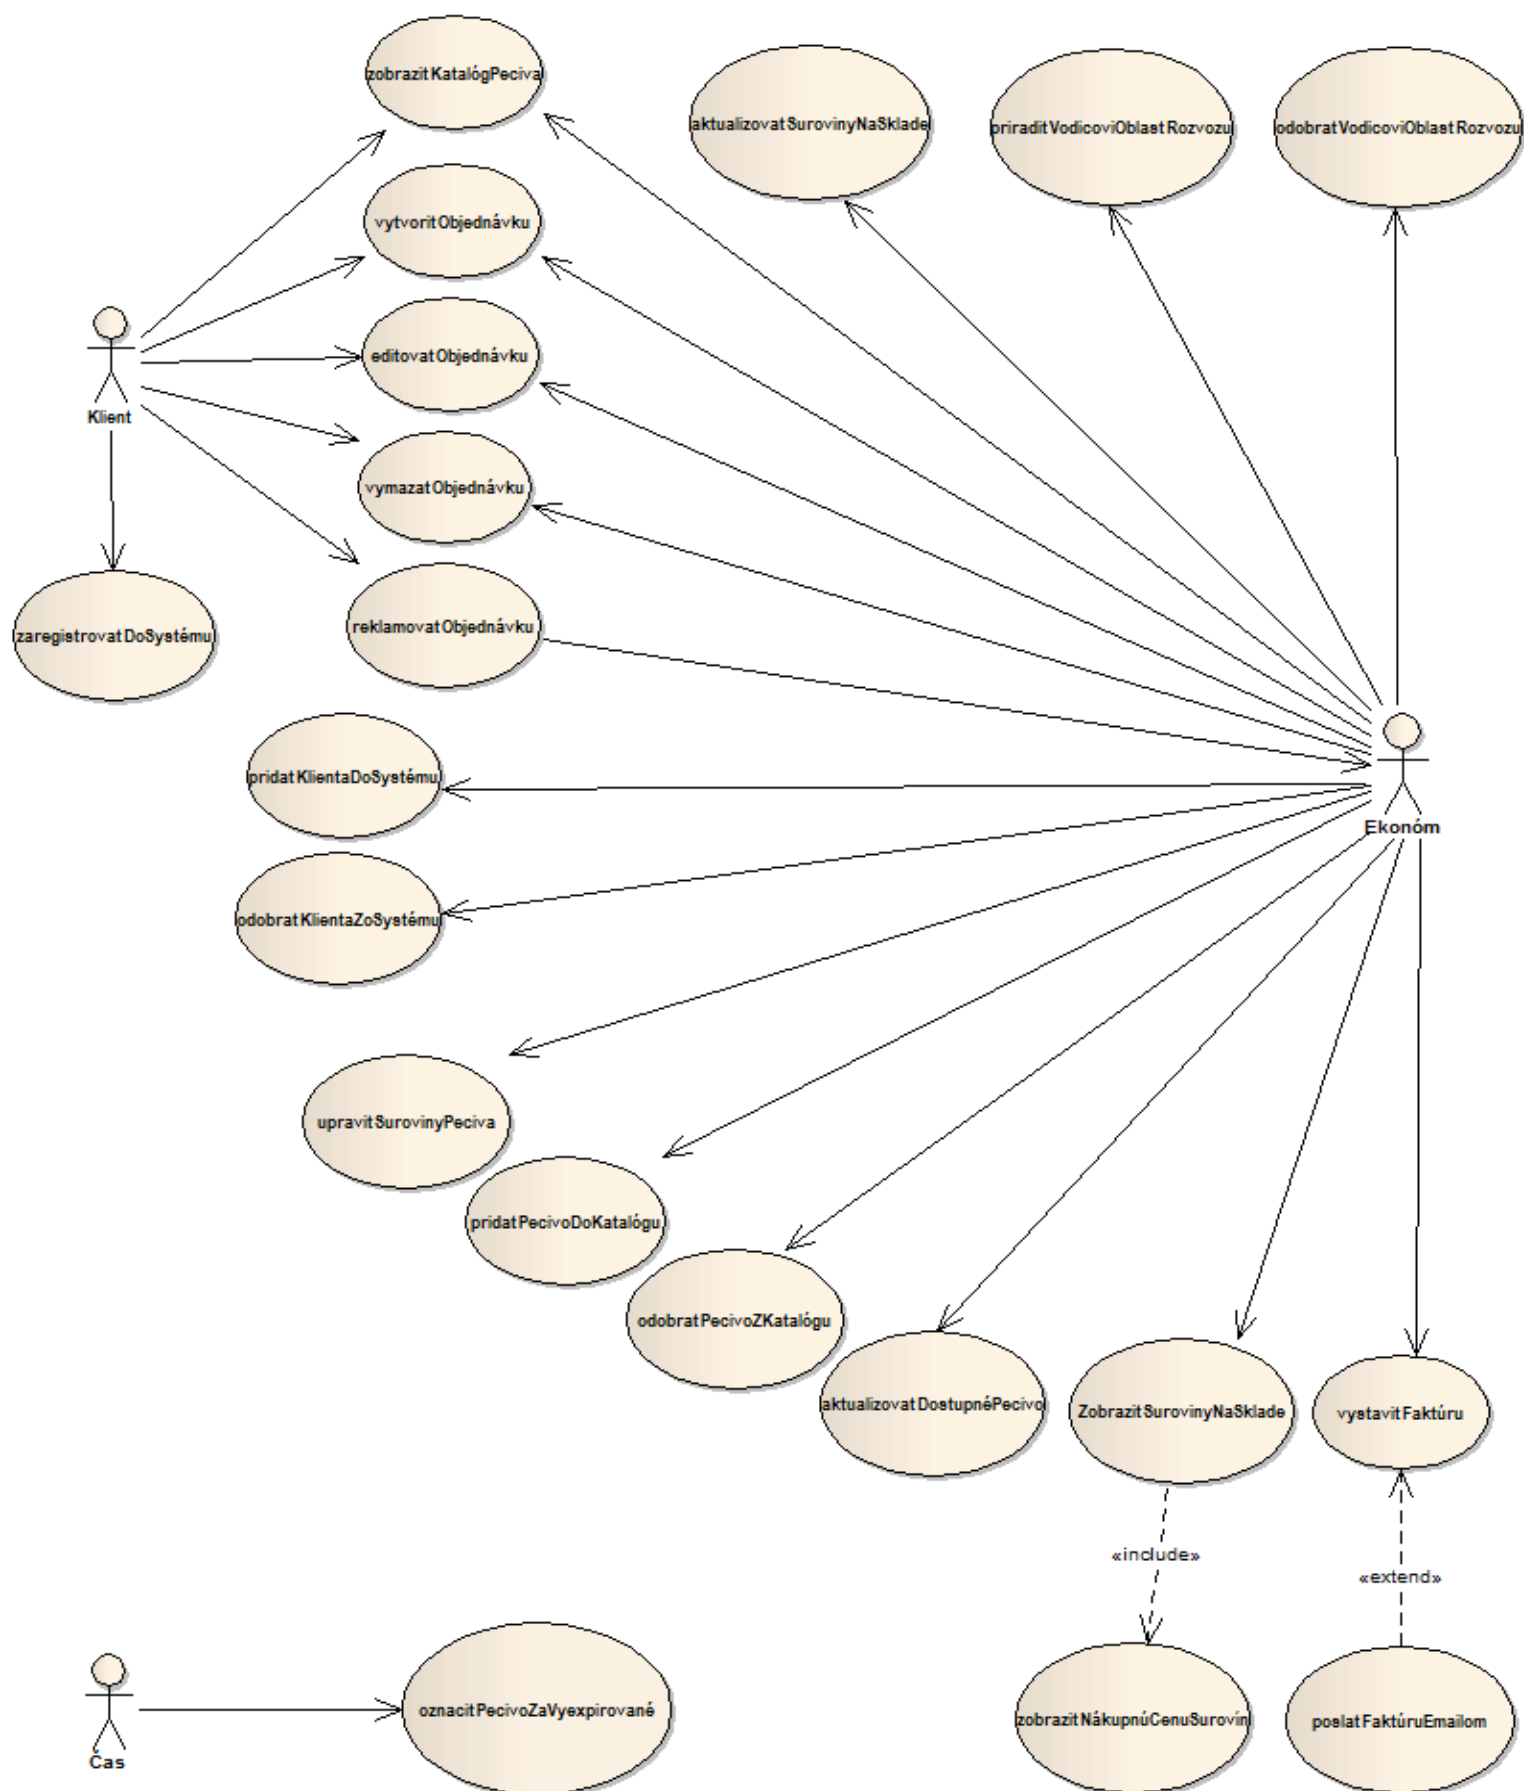 zobrazitKatalógPeciva
aktualizovatSurovinyNaSklade
priraditVodicoviOblastRozvozu
odobratVodicoviOblastRozvozu
vytvoritObjednávku
editovatObjednávku
Klient
vymazatObjednávku
reklamovatObjednávku
zaregistrovatDoSystému
pridatKlientaDoSystému
Ekonóm
odobratKlientaZoSystému
upravitSurovinyPeciva
pridatPecivoDoKatalógu
odobratPecivoZKatalógu
aktualizovatDostupnéPecivo
ZobrazitSurovinyNaSklade
vystavitFaktúru
«include»
«extend»
oznacitPecivoZaVyexpirované
zobrazitNákupnúCenuSurovín
poslatFaktúruEmailom
Čas